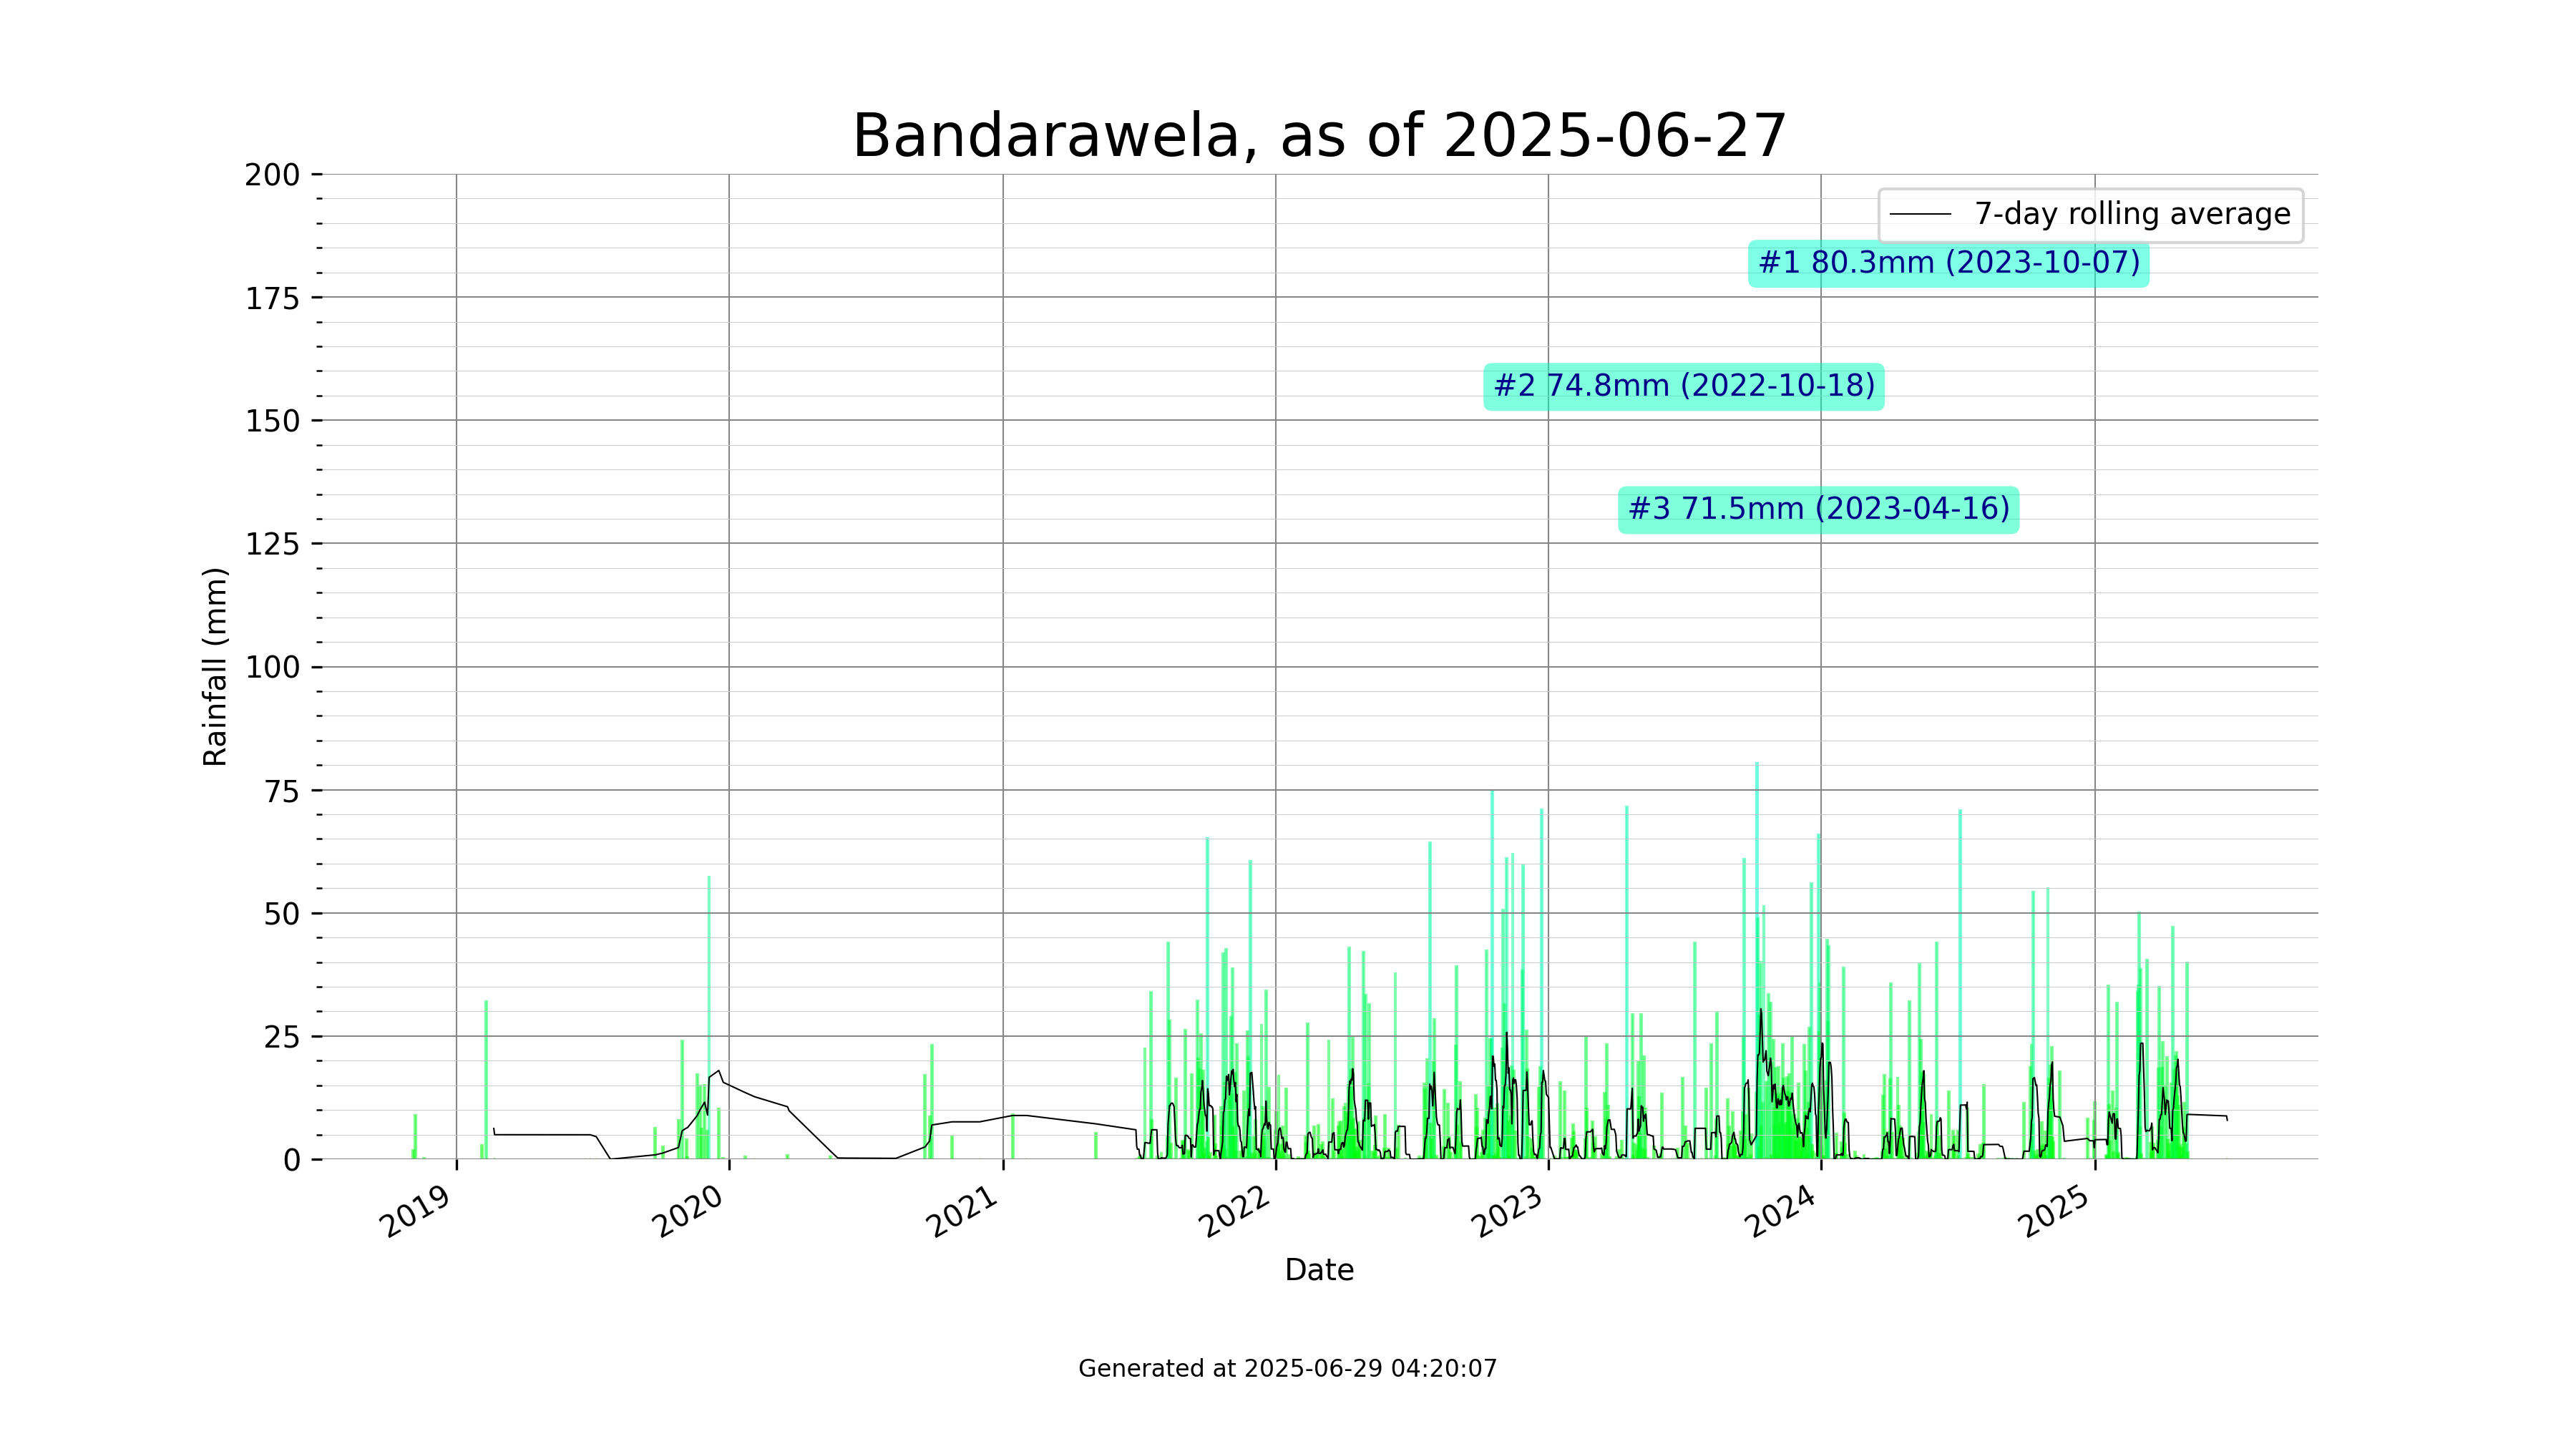 Bandarawela, as of 2025-06-27
200
175
150
125
100
75
50
25
0
Rainfall (mm)
7-day rolling average
#1 80.3mm (2023-10-07)
#2 74.8mm (2022-10-18)
#3 71.5mm (2023-04-16)
2019
2020
2021
2022
2023
2024
2025
Date
Generated at 2025-06-29 04:20:07